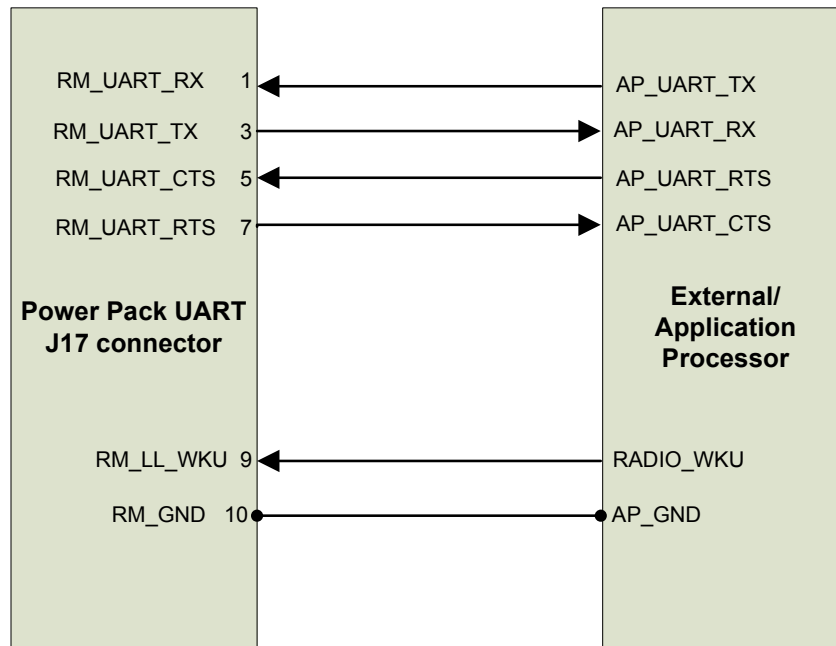 RM_UART_RX 1 AP_UART_TX
RM_UART_TX 3 AP_UART_RX
RM_UART_CTS 5 AP_UART_RTS
RM_UART_RTS 7 AP_UART_CTS
Power Pack UART
J17 connector
External/
Application
Processor
RM_LL_WKU 9 RADIO_WKU
RM_GND 10 AP_GND